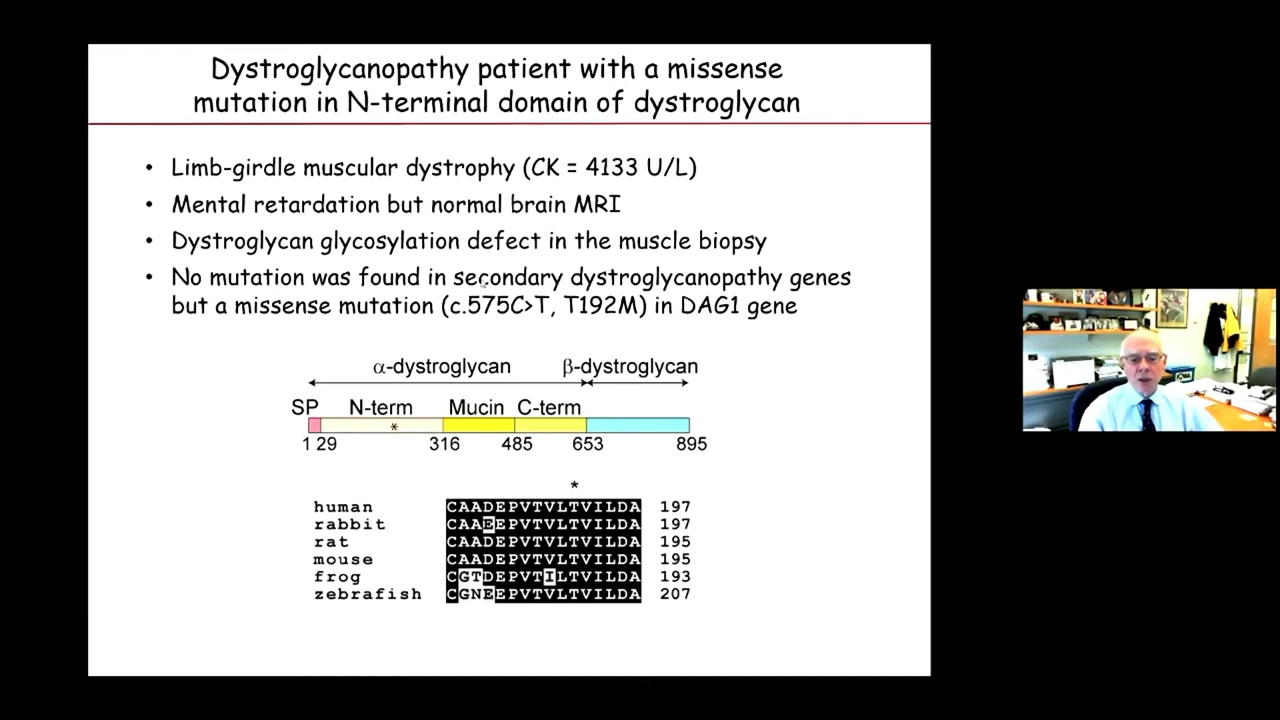 Dystroglycanopathy patient with a missense
mutation in N-terminal domain of dystroglycan
• Limb-girdle muscular dystrophy (CK = 4133 U/L)
• Mental retardation but normal brain MRI
• Dystroglycan glycosylation defect in the muscle biopsy
• No mutation was found in secondary dystroglycanopathy genes
but a missense mutation (c.575C>T, T192M) in DAG1 gene
α-dystroglycan β-dystroglycan
SP N-term Mucin C-term
*
1 29 316 485 653 895
*
human CAADEPVTVLTVILDA 197
rabbit CAAEEPVTVLTVILDA 197
rat CAADEPVTVLTVILDA 195
mouse CAADEPVTVLTVILDA 195
frog CGTDEPVTILTVILDA 193
zebrafish CGNEEPVTVLTVILDA 207